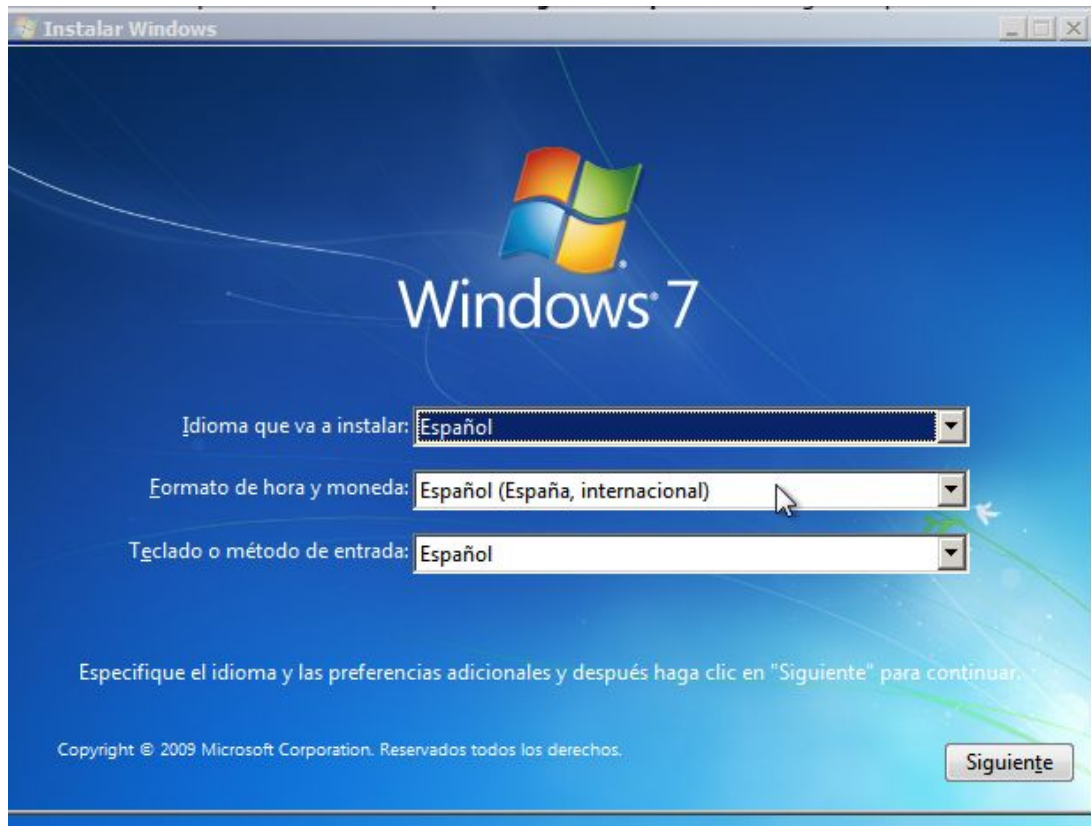 Instalar Windows
Windows® 7
Idioma que va a instalar: Español
Formato de hora y moneda: Español (España, internacional)
Teclado o método de entrada: Español
Especifique el idioma y las preferencias adicionales y después haga clic en "Siguiente" para continuar.
Copyright © 2009 Microsoft Corporation. Reservados todos los derechos.
Siguiente